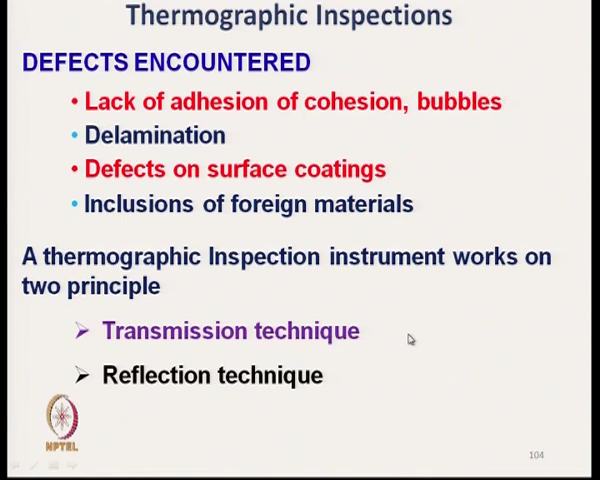 Thermographic Inspections
DEFECTS ENCOUNTERED
• Lack of adhesion of cohesion, bubbles
• Delamination
• Defects on surface coatings
• Inclusions of foreign materials
A thermographic Inspection instrument works on
two principle
➢ Transmission technique
➢ Reflection technique
NPTEL
104